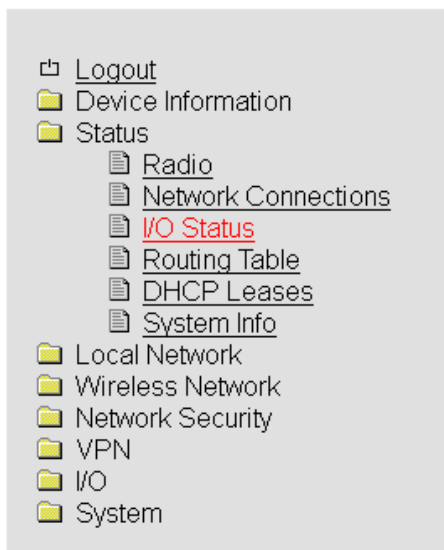 Logout
Device Information
Status
Radio
Network Connections
I/O Status
Routing Table
DHCP Leases
System Info
Local Network
Wireless Network
Network Security
VPN
I/O
System